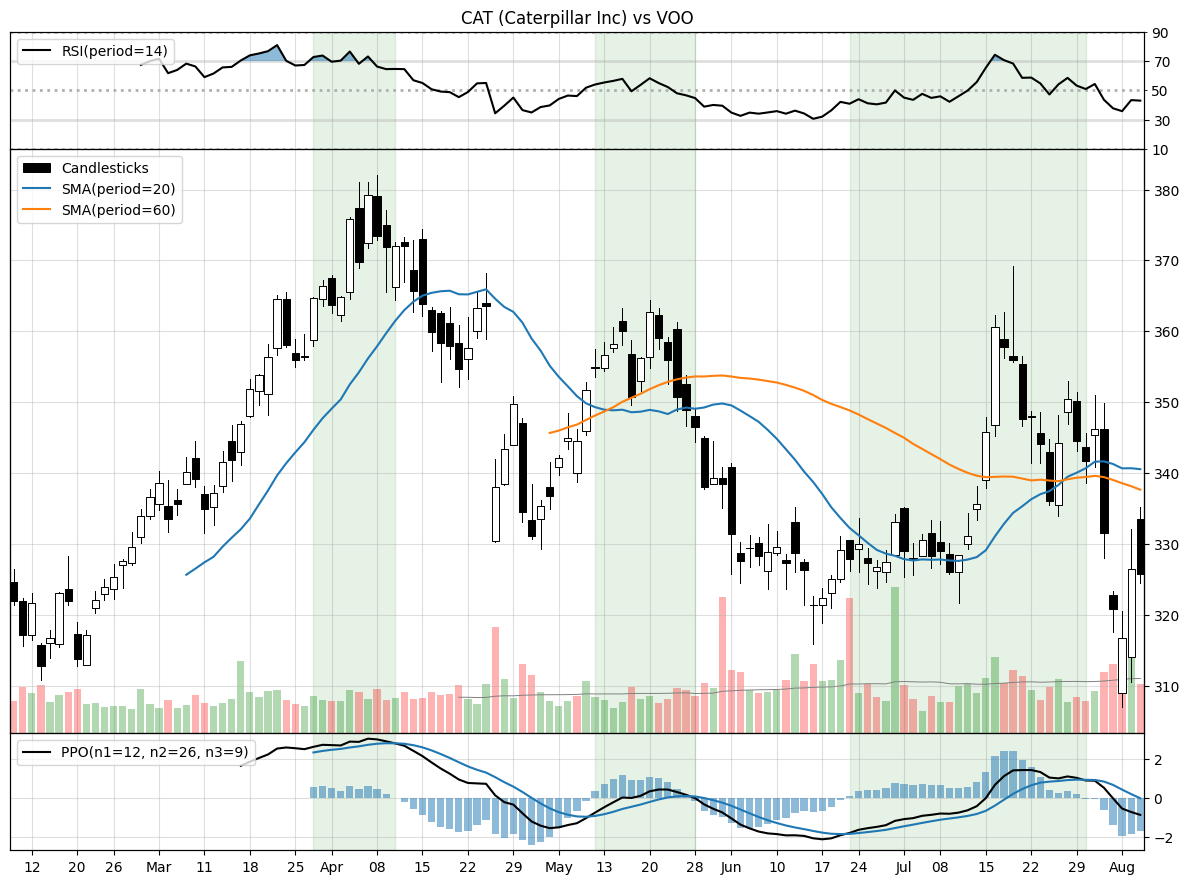 CAT (Caterpillar Inc) vs VOO
RSI(period=14)
90
70
50
30
10
Candlesticks
SMA(period=20)
SMA(period=60)
380
370
360
350
340
330
320
310
PPO(n1=12, n2=26, n3=9)
2
0
−2
12 20 26 Mar 11 18 25 Apr 08 15 22 29 May 13 20 28 Jun 10 17 24 Jul 08 15 22 29 Aug